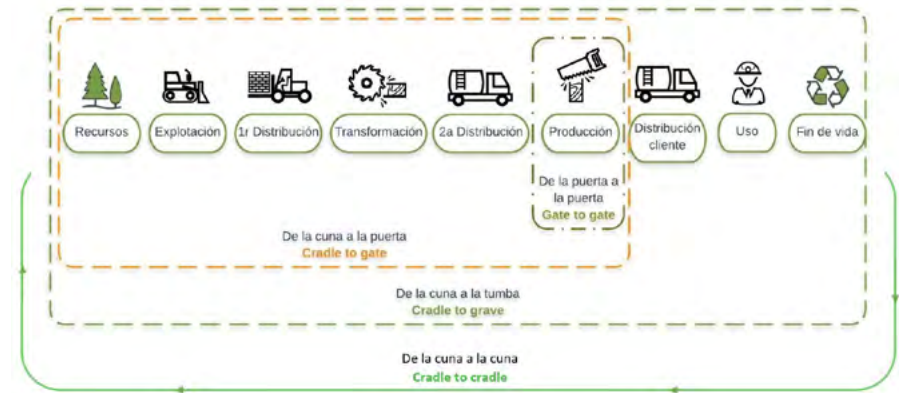 Recursos
Explotación
1r Distribución
Transformación
2a Distribución
Producción
Distribución
cliente
Uso
Fin de vida
De la puerta a
la puerta
Gate to gate
De la cuna a la puerta
Cradle to gate
De la cuna a la tumba
Cradle to grave
De la cuna a la cuna
Cradle to cradle